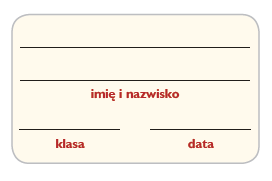 imię i nazwisko
klasa data